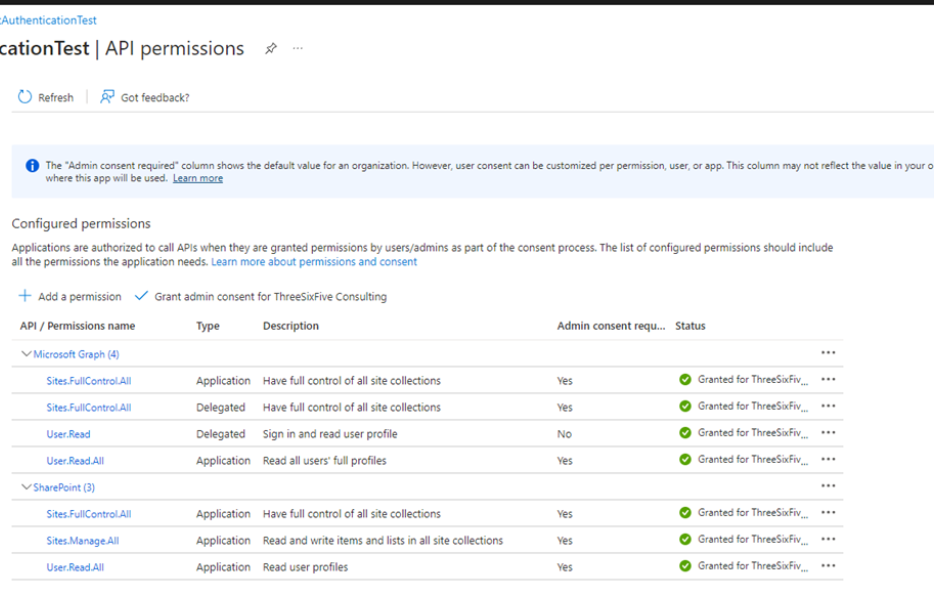 :AuthenticationTest
cationTest | API permissions
Refresh
Got feedback?
The "Admin consent required" column shows the default value for an organization. However, user consent can be customized per permission, user, or app. This column may not reflect the value in your o
where this app will be used. Learn more
Configured permissions
Applications are authorized to call APIs when they are granted permissions by users/admins as part of the consent process. The list of configured permissions should include
all the permissions the application needs. Learn more about permissions and consent
Add a permission
Grant admin consent for ThreeSixFive Consulting
API / Permissions name Type Description Admin consent requ... Status
Microsoft Graph (4)
Sites.FullControl.All Application Have full control of all site collections Yes Granted for ThreeSixFiv...
Sites.FullControl.All Delegated Have full control of all site collections Yes Granted for ThreeSixFiv...
User.Read Delegated Sign in and read user profile No Granted for ThreeSixFiv...
User.Read.All Application Read all users' full profiles Yes Granted for ThreeSixFiv...
SharePoint (3)
Sites.FullControl.All Application Have full control of all site collections Yes Granted for ThreeSixFiv...
Sites.Manage.All Application Read and write items and lists in all site collections Yes Granted for ThreeSixFiv...
User.Read.All Application Read user profiles Yes Granted for ThreeSixFiv...